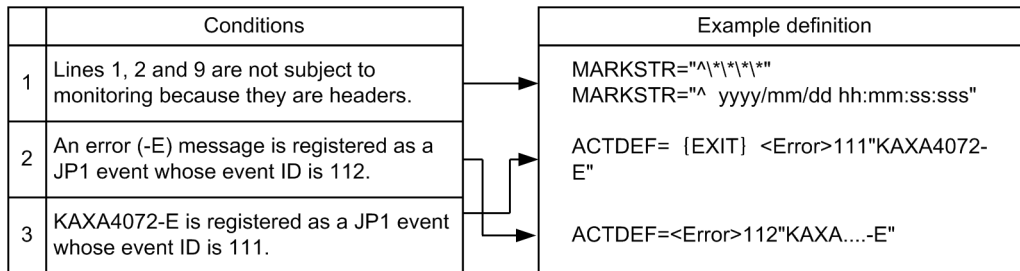 Conditions
1
Lines 1, 2 and 9 are not subject to
monitoring because they are headers.
2
An error (-E) message is registered as a
JP1 event whose event ID is 112.
3
KAXA4072-E is registered as a JP1 event
whose event ID is 111.
Example definition
MARKSTR="^\*\*\*\*"
MARKSTR="^ yyyy/mm/dd hh:mm:ss:sss"
ACTDEF= {EXIT} <Error>111"KAXA4072-
E"
ACTDEF=<Error>112"KAXA....-E"